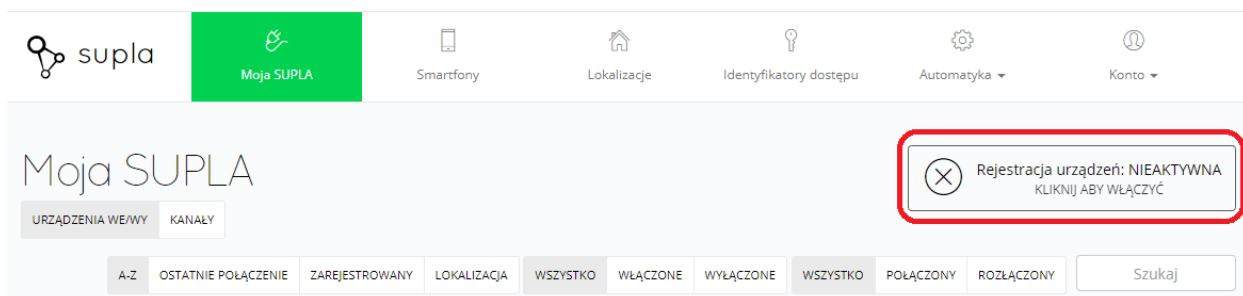 supla
Moja SUPLA
Smartfony
Lokalizacje
Identyfikatory dostępu
Automatyka
Konto
Moja SUPLA
Rejestracja urządzeń: NIEAKTYWNA
KLIKNIJ ABY WŁĄCZYĆ
URZĄDZENIA WE/WY KANAŁY
A-Z OSTATNIE POŁĄCZENIE ZAREJESTROWANY LOKALIZACJA WSZYSTKO WŁĄCZONE WYŁĄCZONE WSZYSTKO POŁĄCZONY ROZŁĄCZONY Szukaj